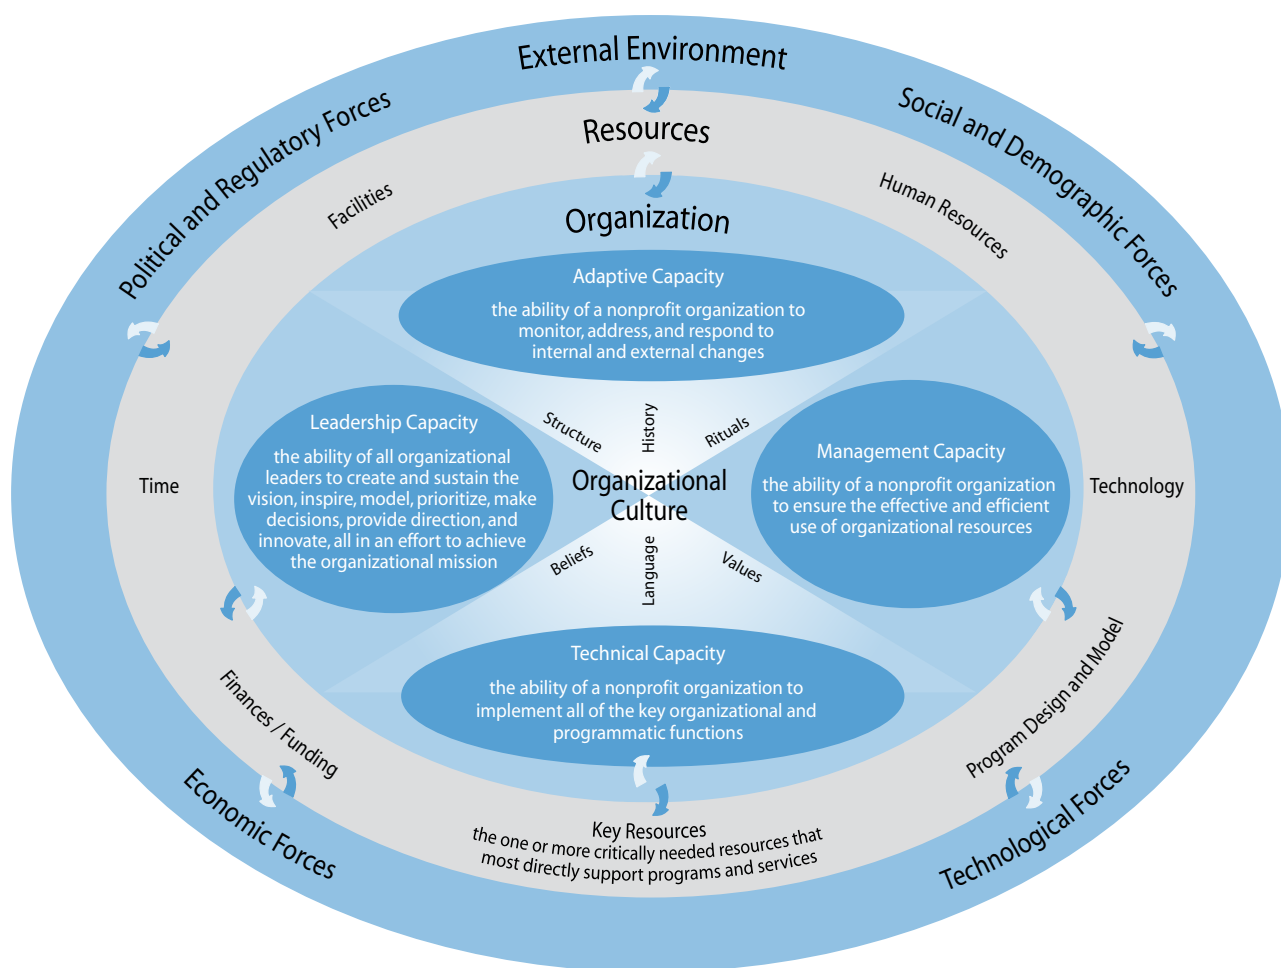 External Environment
Political and Regulatory Forces
Social and Demographic Forces
Resources
Facilities
Human Resources
Organization
Adaptive Capacity
the ability of a nonprofit organization to
monitor, address, and respond to
internal and external changes
Leadership Capacity
the ability of all organizational
leaders to create and sustain the
vision, inspire, model, prioritize, make
decisions, provide direction, and
innovate, all in an effort to achieve
the organizational mission
Structure
History
Rituals
Organizational
Culture
Beliefs
Language
Values
Management Capacity
the ability of a nonprofit organization
to ensure the effective and efficient
use of organizational resources
Time
Technology
Technical Capacity
the ability of a nonprofit organization to
implement all of the key organizational and
programmatic functions
Finances / Funding
Program Design and Model
Key Resources
the one or more critically needed resources that
most directly support programs and services
Economic Forces
Technological Forces